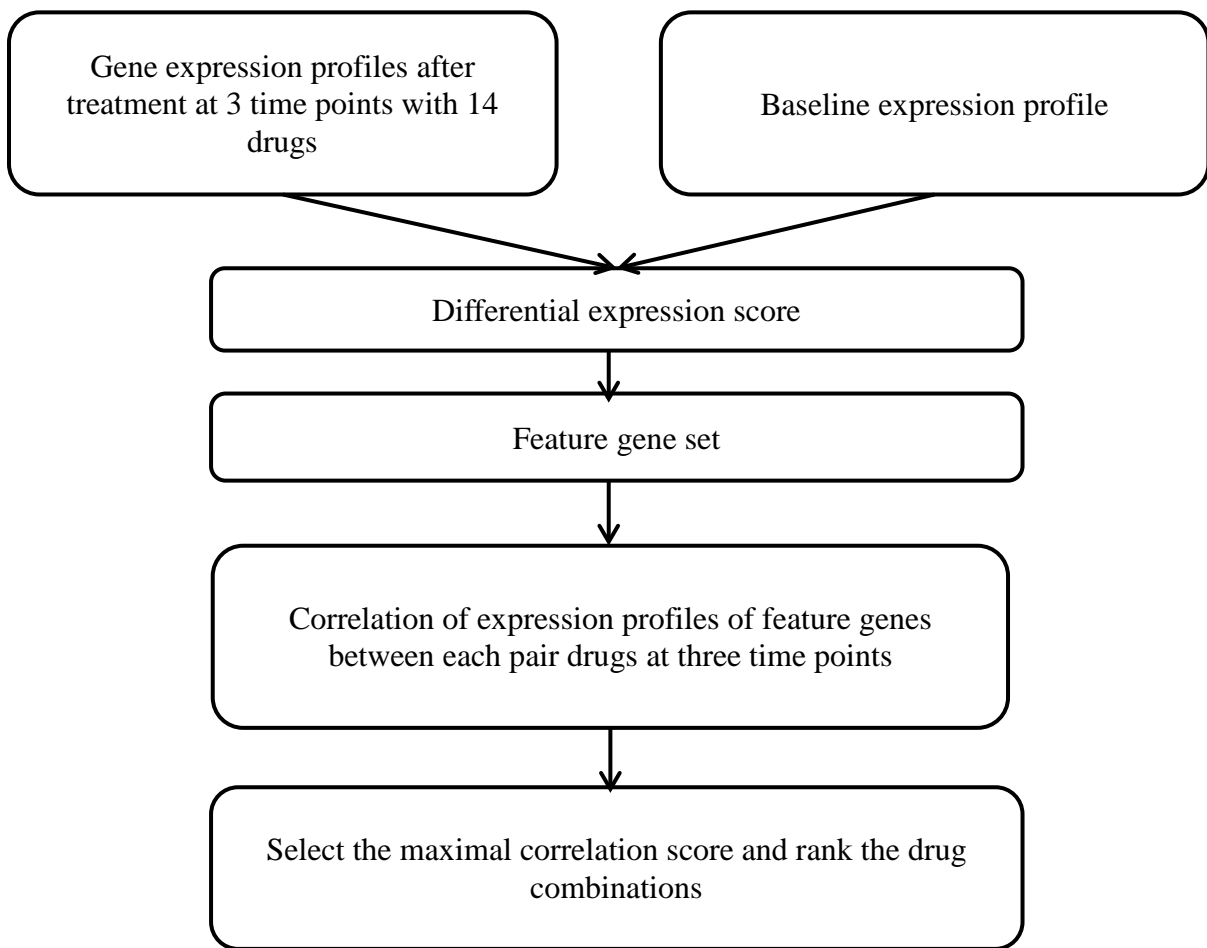 Gene expression profiles after
treatment at 3 time points with 14
drugs
Baseline expression profile
Differential expression score
Feature gene set
Correlation of expression profiles of feature genes
between each pair drugs at three time points
Select the maximal correlation score and rank the drug
combinations